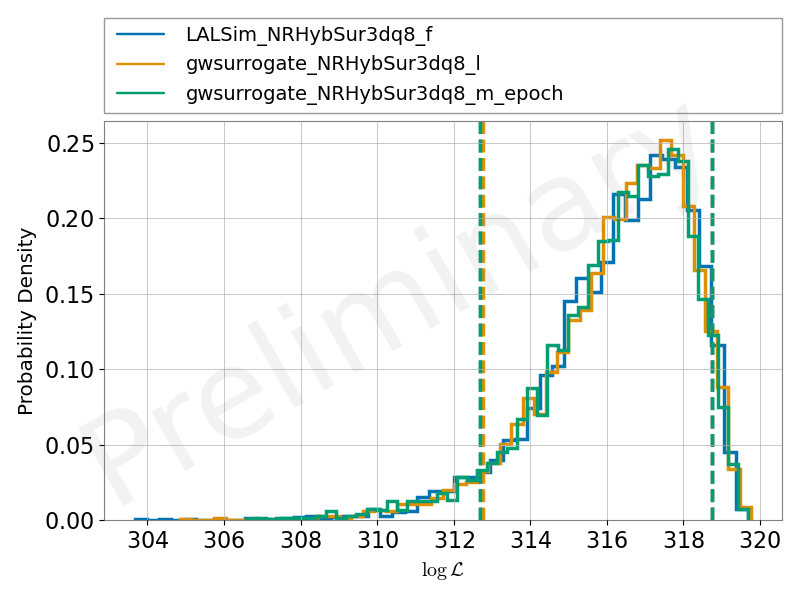 LALSim_NRHybSur3dq8_f
gwsurrogate_NRHybSur3dq8_l
gwsurrogate_NRHybSur3dq8_m_epoch
Preliminary
Probability Density
0.25
0.20
0.15
0.10
0.05
0.00
304 306 308 310 312 314 316 318 320
log ℒ